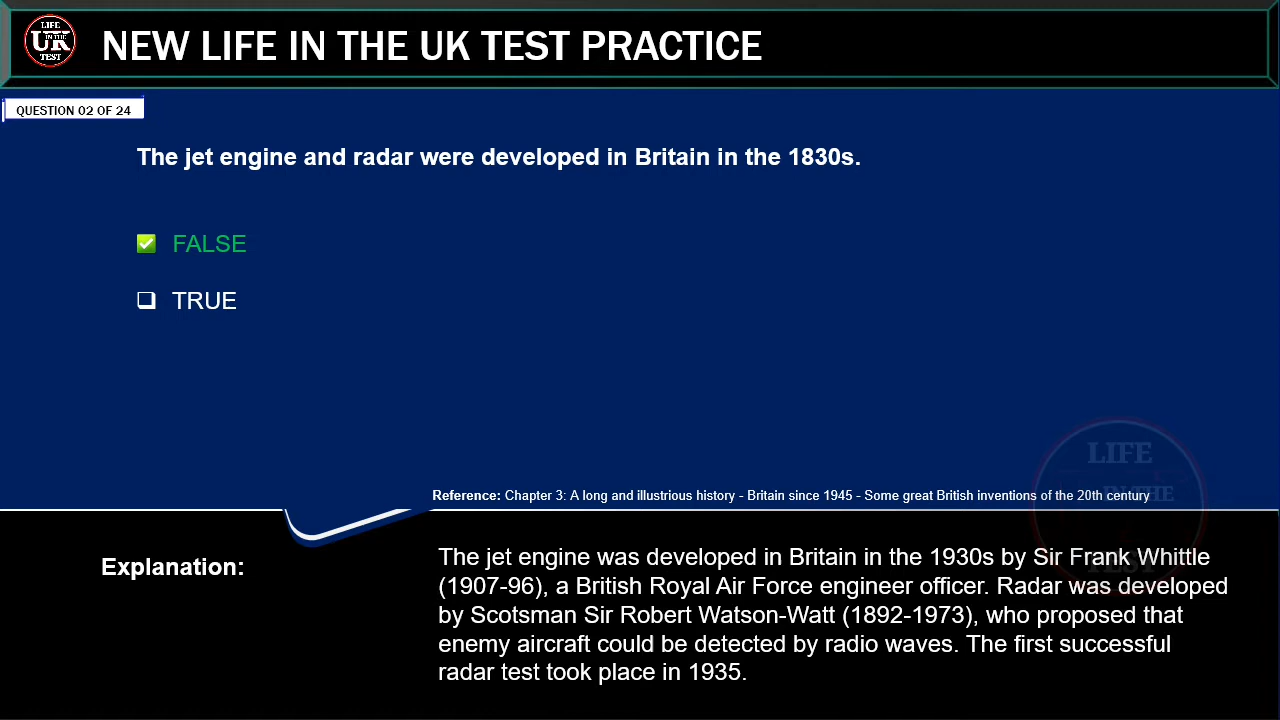 LIFE
IN THE
UK
TEST
NEW LIFE IN THE UK TEST PRACTICE
QUESTION 02 OF 24
The jet engine and radar were developed in Britain in the 1830s.
FALSE
TRUE
LIFE
IN THE
TEST
Reference: Chapter 3: A long and illustrious history - Britain since 1945 - Some great British inventions of the 20th century
Explanation:
The jet engine was developed in Britain in the 1930s by Sir Frank Whittle
(1907-96), a British Royal Air Force engineer officer. Radar was developed
by Scotsman Sir Robert Watson-Watt (1892-1973), who proposed that
enemy aircraft could be detected by radio waves. The first successful
radar test took place in 1935.